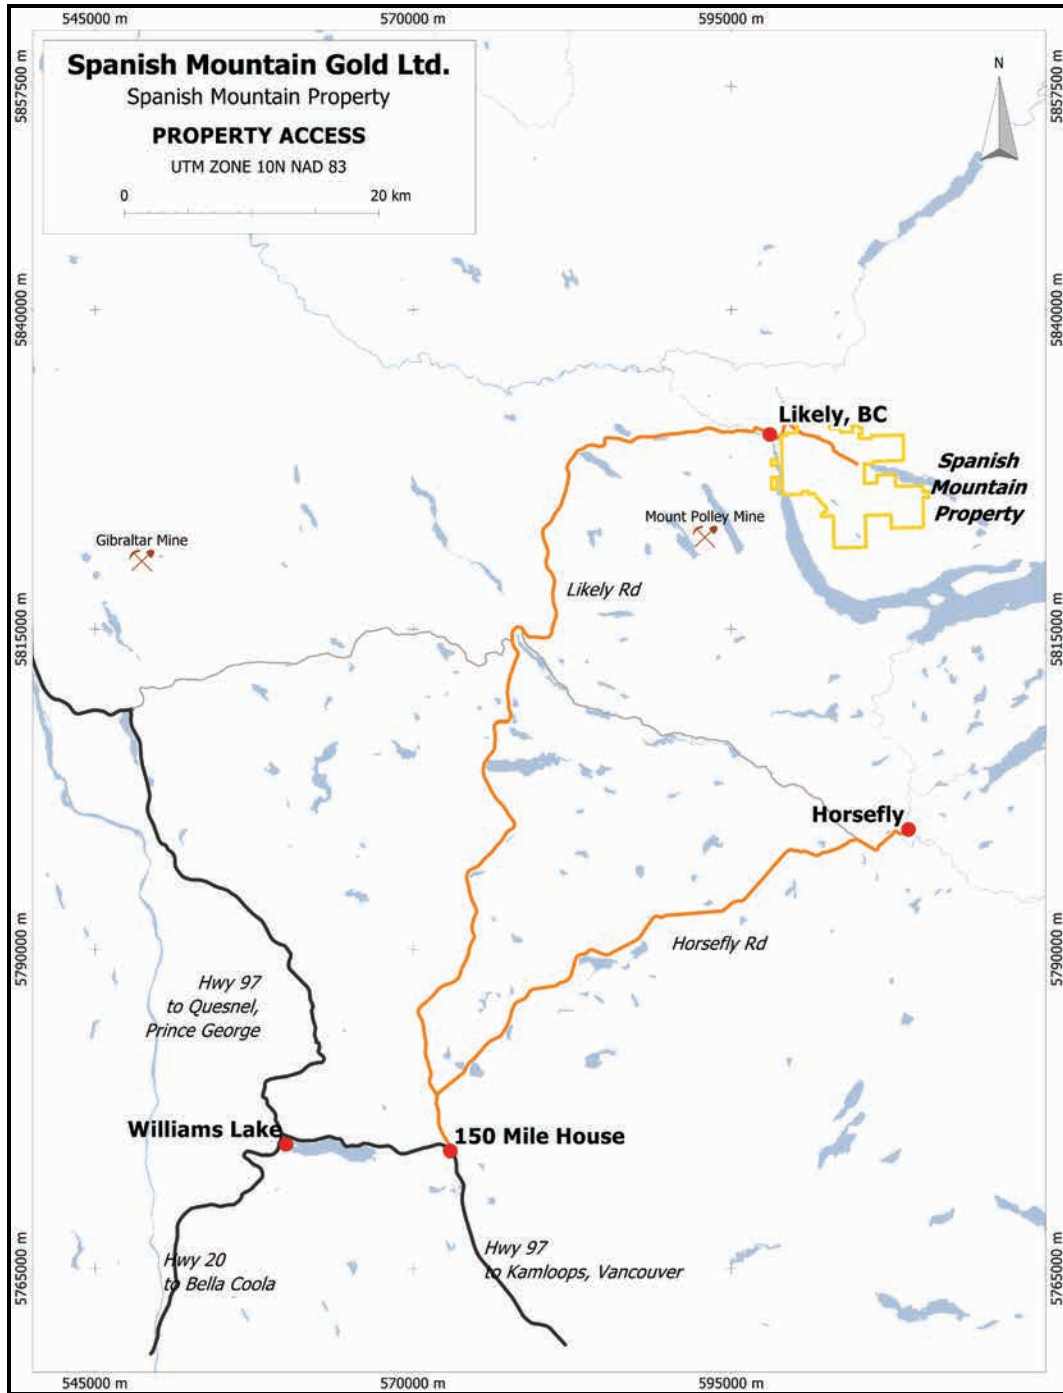 545000 m
570000 m
595000 m
Spanish Mountain Gold Ltd.
Spanish Mountain Property
PROPERTY ACCESS
UTM ZONE 10N NAD 83
0
20 km
N
5857500 m
5857500 m
5840000 m
5840000 m
Likely, BC
Spanish
Mountain
Property
Mount Polley Mine
Gibraltar Mine
Likely Rd
5815000 m
5815000 m
Horsefly
Horsefly Rd
5790000 m
5790000 m
Hwy 97
to Quesnel,
Prince George
Williams Lake
150 Mile House
Hwy 20
to Bella Coola
Hwy 97
to Kamloops, Vancouver
5765000 m
5765000 m
545000 m
570000 m
595000 m